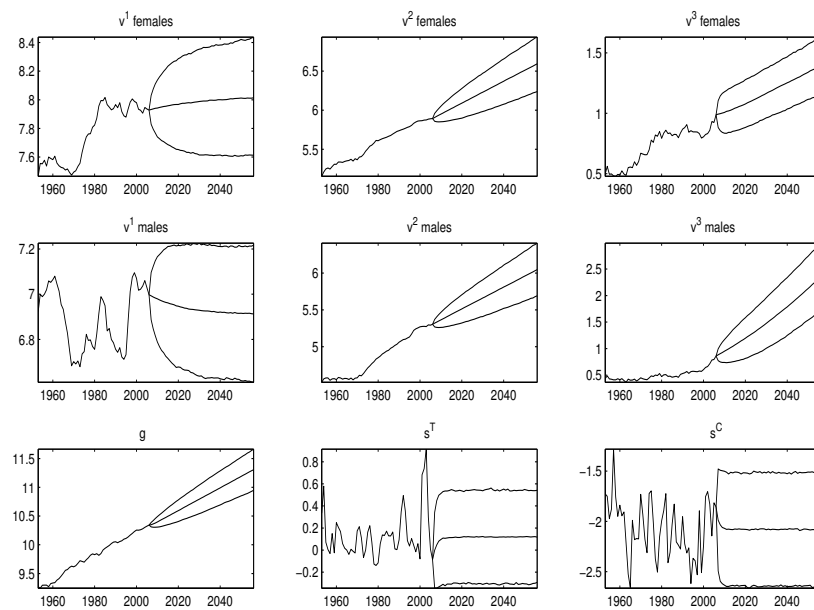 v¹ females
v² females
v³ females
8.4
8.2
8
7.8
7.6
1960 1980 2000 2020 2040
6.5
6
5.5
1960 1980 2000 2020 2040
1.5
1
0.5
1960 1980 2000 2020 2040
v¹ males
v² males
v³ males
7.2
7
6.8
1960 1980 2000 2020 2040
6
5.5
5
1960 1980 2000 2020 2040
2.5
2
1.5
1
0.5
1960 1980 2000 2020 2040
g
sᵀ
sᶜ
11.5
11
10.5
10
9.5
1960 1980 2000 2020 2040
0.8
0.6
0.4
0.2
0
−0.2
1960 1980 2000 2020 2040
−1.5
−2
−2.5
1960 1980 2000 2020 2040